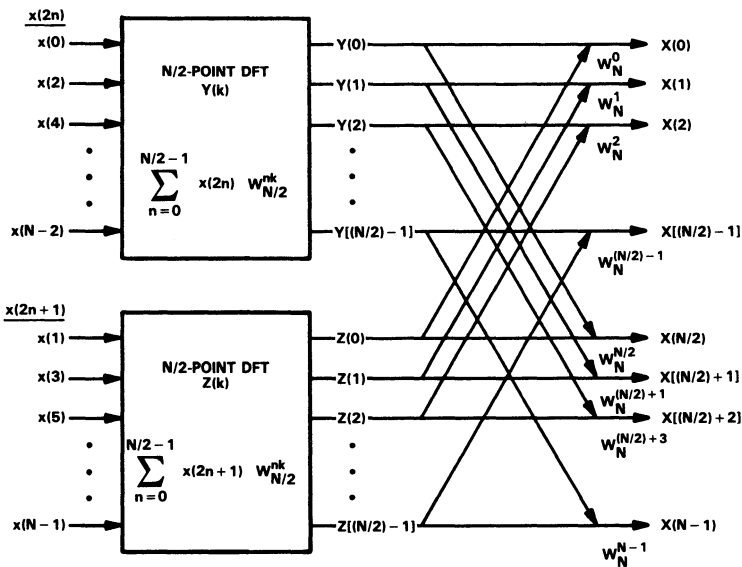 x(2n)
x(0) Y(0) X(0)
W_N^0
x(2) N/2-POINT DFT Y(1) X(1)
Y(k)
W_N^1
x(4) Y(2) X(2)
W_N^2
N/2−1
∑ x(2n) W_{N/2}^{nk}
n=0
x(N−2) Y[(N/2)−1] X[(N/2)−1]
W_N^{(N/2)−1}
x(2n+1)
x(1) Z(0) X(N/2)
W_N^{N/2}
N/2-POINT DFT
Z(k)
x(3) Z(1) X[(N/2)+1]
W_N^{(N/2)+1}
x(5) Z(2) X[(N/2)+2]
W_N^{(N/2)+3}
N/2−1
∑ x(2n+1) W_{N/2}^{nk}
n=0
x(N−1) Z[(N/2)−1] X(N−1)
W_N^{N−1}